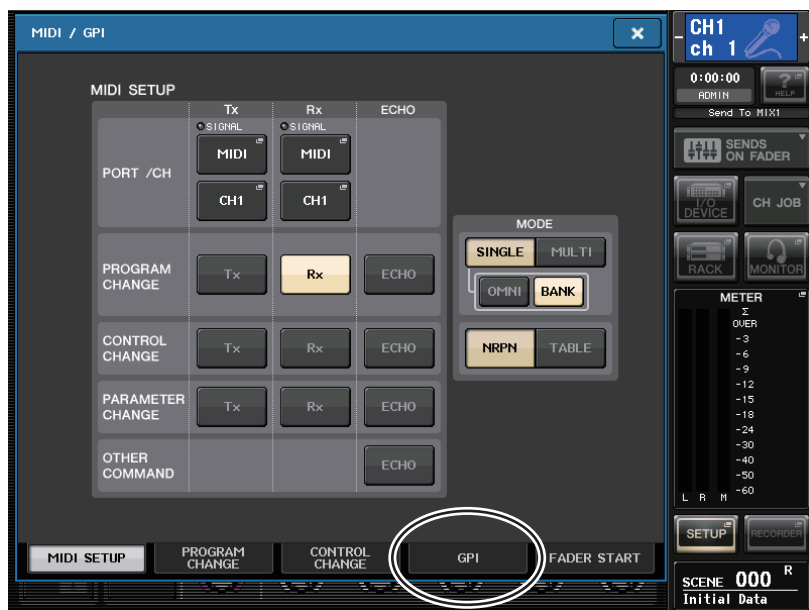 MIDI / GPI
MIDI SETUP
Tx Rx ECHO
SIGNAL SIGNAL
PORT /CH
MIDI MIDI
CH1 CH1
PROGRAM
CHANGE
Tx Rx ECHO
CONTROL
CHANGE
Tx Rx ECHO
PARAMETER
CHANGE
Tx Rx ECHO
OTHER
COMMAND
ECHO
MODE
SINGLE MULTI
OMNI BANK
NRPN TABLE
MIDI SETUP
PROGRAM
CHANGE
CONTROL
CHANGE
GPI
FADER START
CH1
- ch 1 +
0:00:00
ADMIN
?
HELP
Send To MIX1
SENDS
ON FADER
I/O
DEVICE
CH JOB
RACK
MONITOR
METER
Σ
OVER
-3
-6
-9
-12
-15
-18
-24
-30
-40
-50
-60
L R M
SETUP
RECORDER
SCENE 000 R
Initial Data